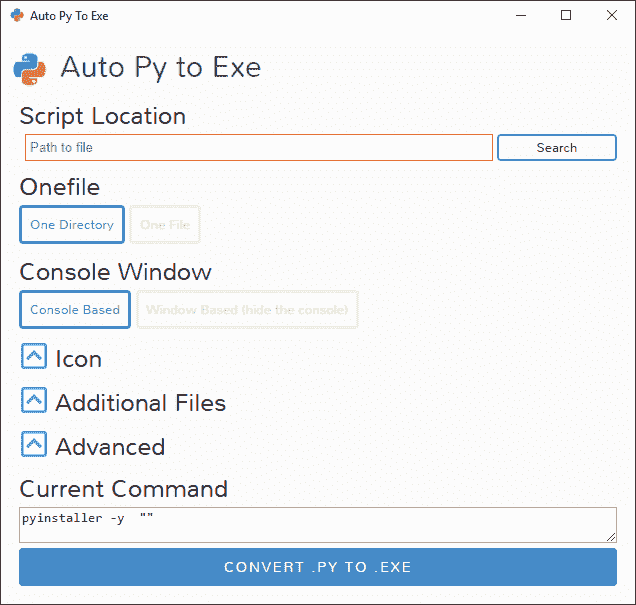 Auto Py To Exe
Auto Py to Exe
Script Location
Path to file Search
Onefile
One Directory One File
Console Window
Console Based Window Based (hide the console)
Icon
Additional Files
Advanced
Current Command
pyinstaller -y  ""
CONVERT .PY TO .EXE